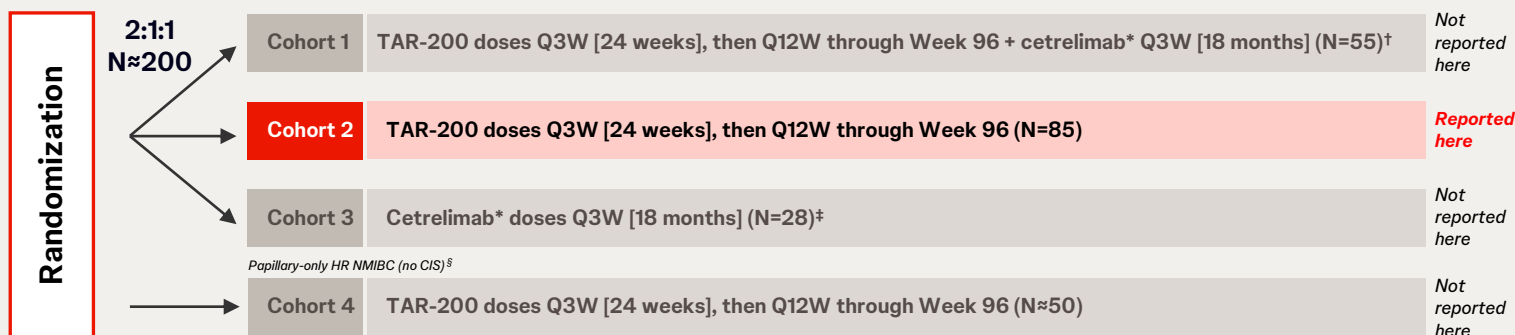 Randomization
2:1:1
N≈200
Cohort 1
TAR-200 doses Q3W [24 weeks], then Q12W through Week 96 + cetrelimab* Q3W [18 months] (N=55)†
Not
reported
here
Cohort 2
TAR-200 doses Q3W [24 weeks], then Q12W through Week 96 (N=85)
Reported
here
Cohort 3
Cetrelimab* doses Q3W [18 months] (N=28)‡
Not
reported
here
Papillary-only HR NMIBC (no CIS)§
Cohort 4
TAR-200 doses Q3W [24 weeks], then Q12W through Week 96 (N≈50)
Not
reported
here